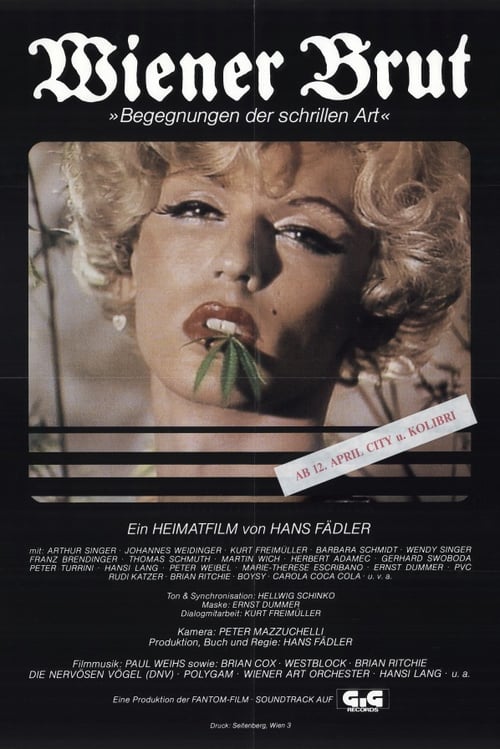 Wiener Brut
»Begegnungen der schrillen Art«
AB 12. APRIL CITY u. KOLIBRI
Ein HEIMATFILM von HANS FÄDLER
mit: ARTHUR SINGER · JOHANNES WEIDINGER · KURT FREIMÜLLER · BARBARA SCHMIDT · WENDY SINGER
FRANZ BRENDINGER · THOMAS SCHMUTH · MARTIN WICH · HERBERT ADAMEC · GERHARD SWOBODA
PETER TURRINI · HANSI LANG · PETER WEIBEL · MARIE-THERESE ESCRIBANO · ERNST DUMMER · PVC
RUDI KATZER · BRIAN RITCHIE · BOYSY · CAROLA COCA COLA · u. v. a.
Ton & Synchronisation: HELLWIG SCHINKO
Maske: ERNST DUMMER
Dialogmitarbeit: KURT FREIMÜLLER
Kamera: PETER MAZZUCHELLI
Produktion, Buch und Regie: HANS FÄDLER
Filmmusik: PAUL WEIHS sowie: BRIAN COX · WESTBLOCK · BRIAN RITCHIE
DIE NERVÖSEN VÖGEL (DNV) · POLYGAM · WIENER ART ORCHESTER · HANSI LANG · u. a.
Eine Produktion der FANTOM-FILM · SOUNDTRACK AUF GIG RECORDS
Druck: Seitenberg, Wien 3